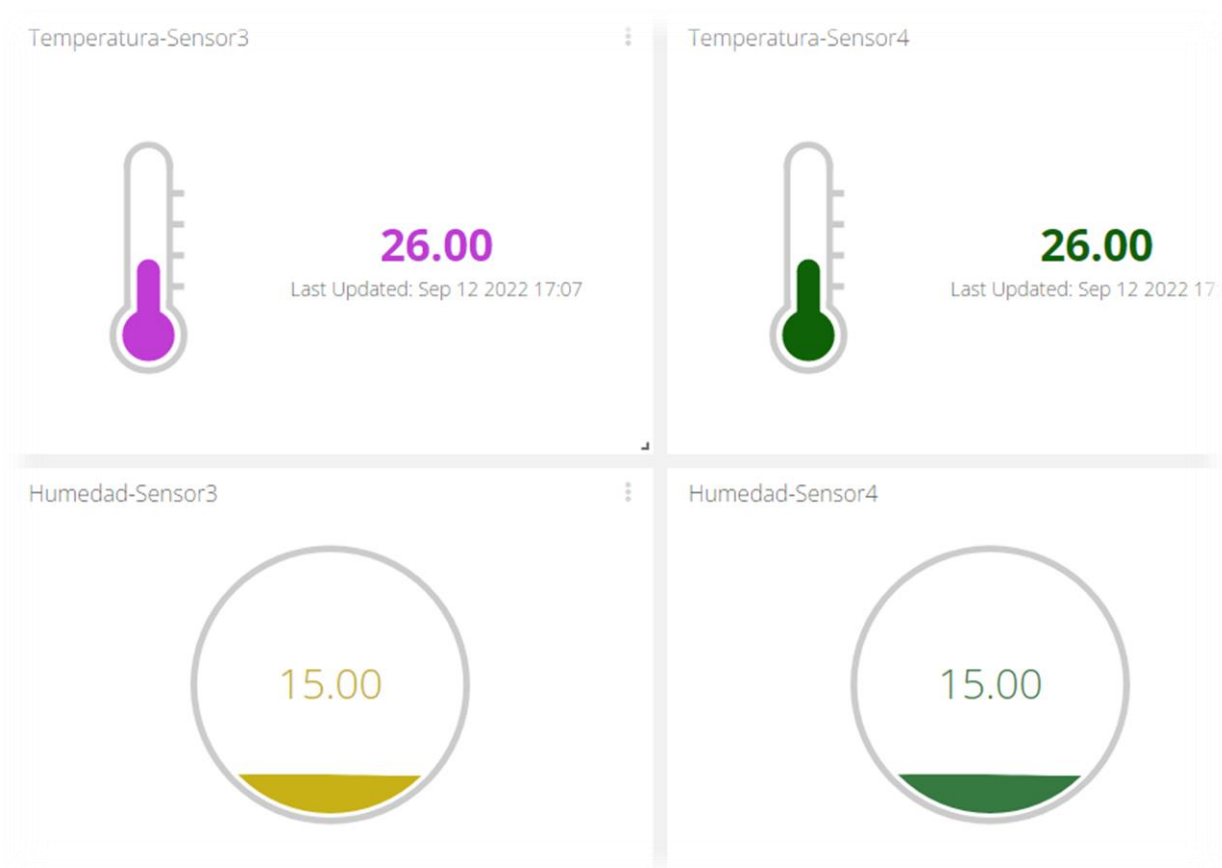 Temperatura-Sensor3
Temperatura-Sensor4
26.00
Last Updated: Sep 12 2022 17:07
26.00
Last Updated: Sep 12 2022 17
Humedad-Sensor3
Humedad-Sensor4
15.00
15.00